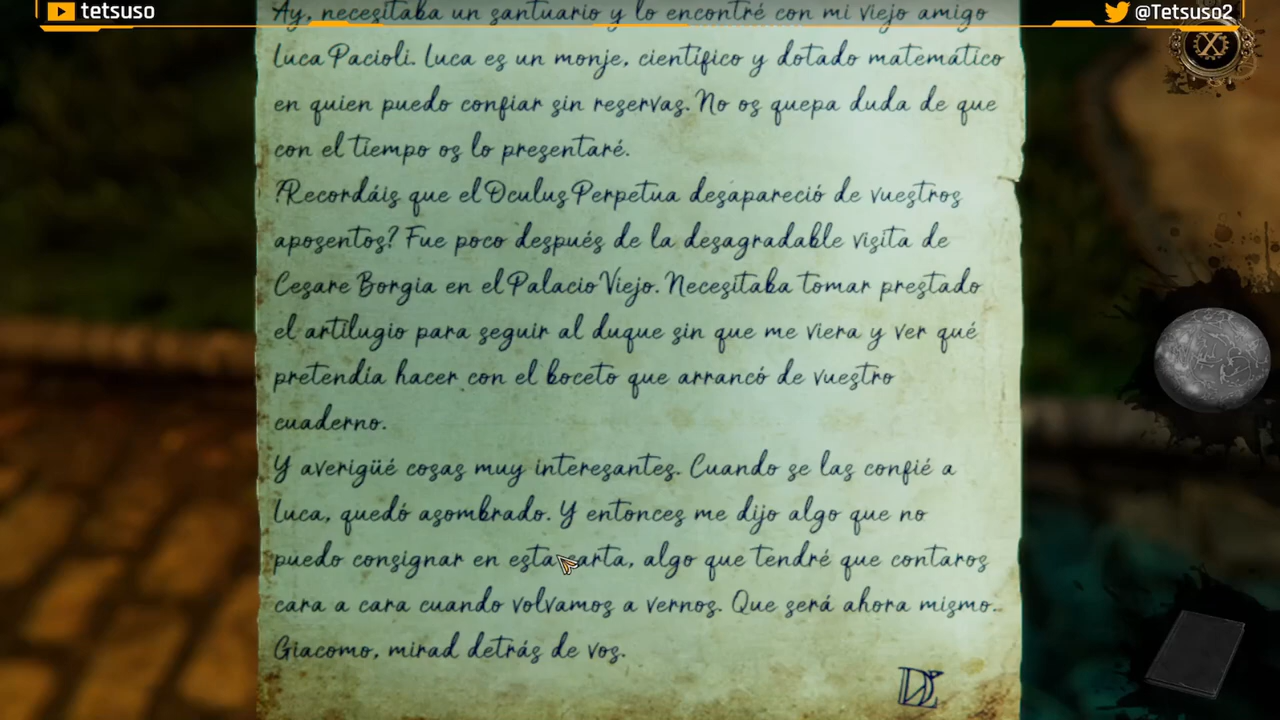 tetsuso
@Tetsuso2
Ay, necesitaba un santuario y lo encontré con mi viejo amigo
Luca Pacioli. Luca es un monje, científico y dotado matemático
en quien puedo confiar sin reservas. No os quepa duda de que
con el tiempo os lo presentaré.
?Recordáis que el Oculus Perpetua desapareció de vuestros
aposentos? Fue poco después de la desagradable visita de
Cesare Borgia en el Palacio Viejo. Necesitaba tomar prestado
el artilugio para seguir al duque sin que me viera y ver qué
pretendía hacer con el boceto que arrancó de vuestro
cuaderno.
Y averigüé cosas muy interesantes. Cuando se las confié a
Luca, quedó asombrado. Y entonces me dijo algo que no
puedo consignar en esta carta, algo que tendré que contaros
cara a cara cuando volvamos a vernos. Que será ahora mismo.
Giacomo, mirad detrás de vos.